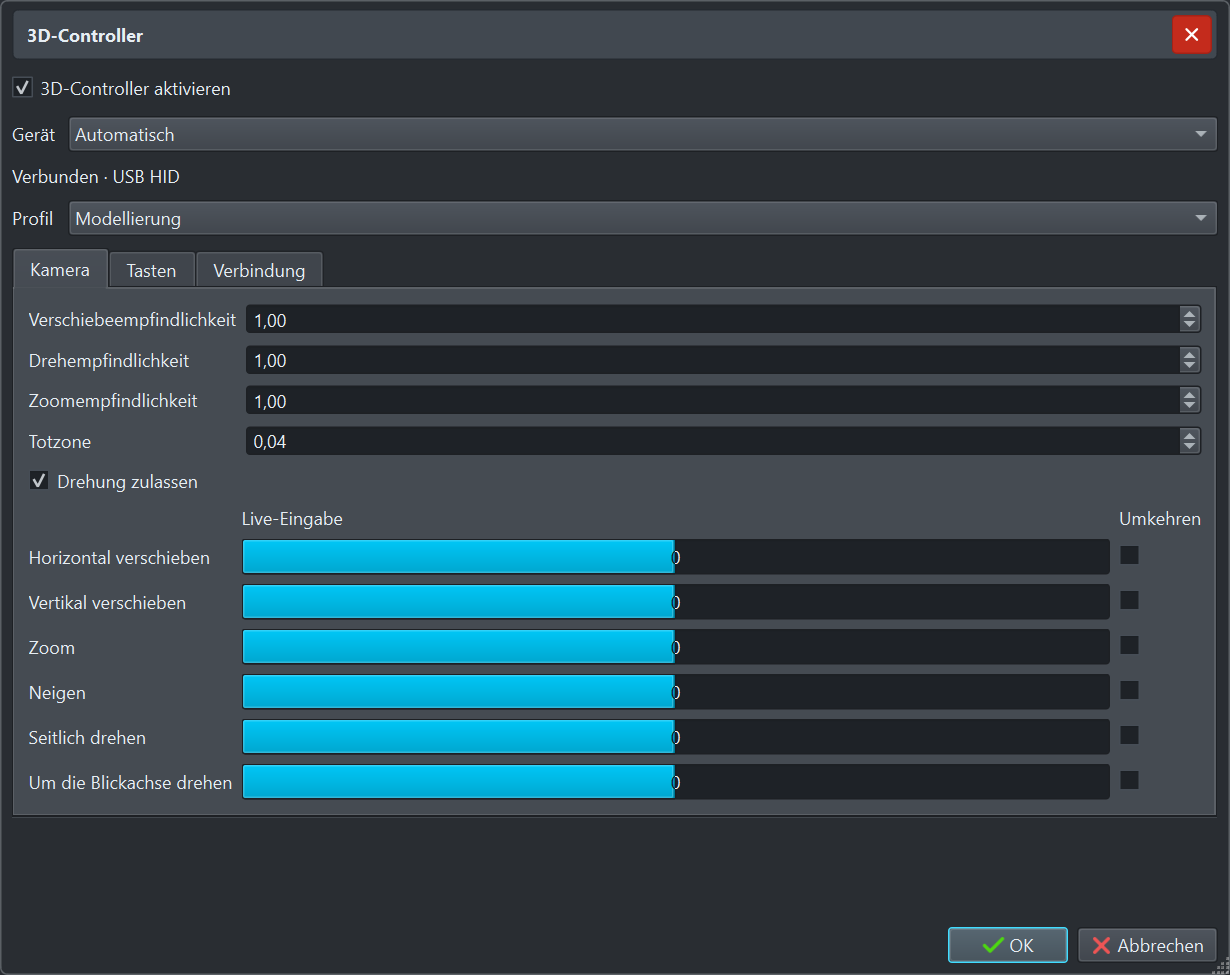 3D-Controller
3D-Controller aktivieren
Gerät Automatisch
Verbunden · USB HID
Profil Modellierung
Kamera Tasten Verbindung
Verschiebeempfindlichkeit 1,00
Drehempfindlichkeit 1,00
Zoomempfindlichkeit 1,00
Totzone 0,04
Drehung zulassen
Live-Eingabe Umkehren
Horizontal verschieben 0
Vertikal verschieben 0
Zoom 0
Neigen 0
Seitlich drehen 0
Um die Blickachse drehen 0
OK Abbrechen